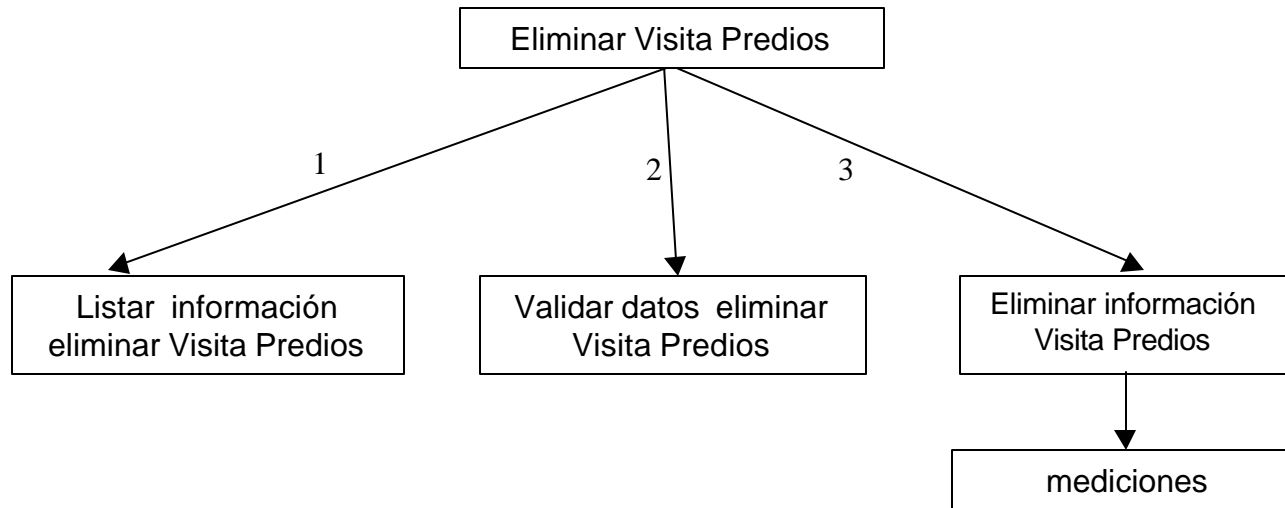 Eliminar Visita Predios
1
2
3
Listar información
eliminar Visita Predios
Validar datos eliminar
Visita Predios
Eliminar información
Visita Predios
mediciones